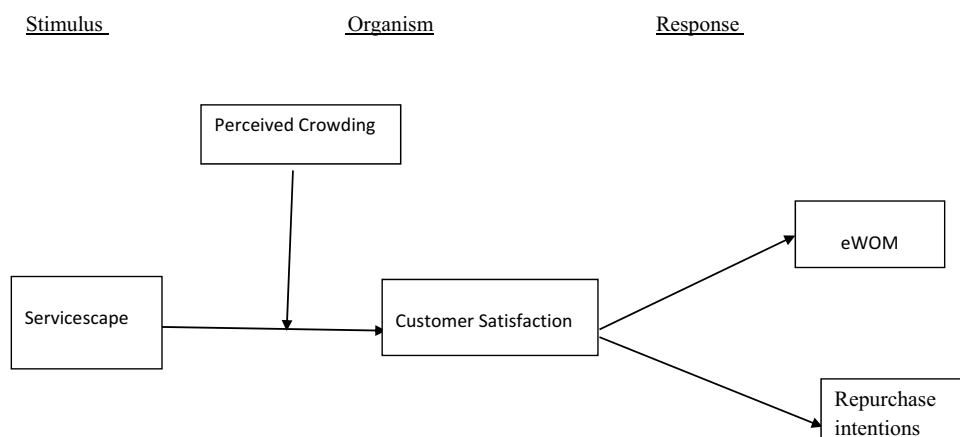 Stimulus
Organism
Response
Perceived Crowding
eWOM
Servicescape
Customer Satisfaction
Repurchase
intentions